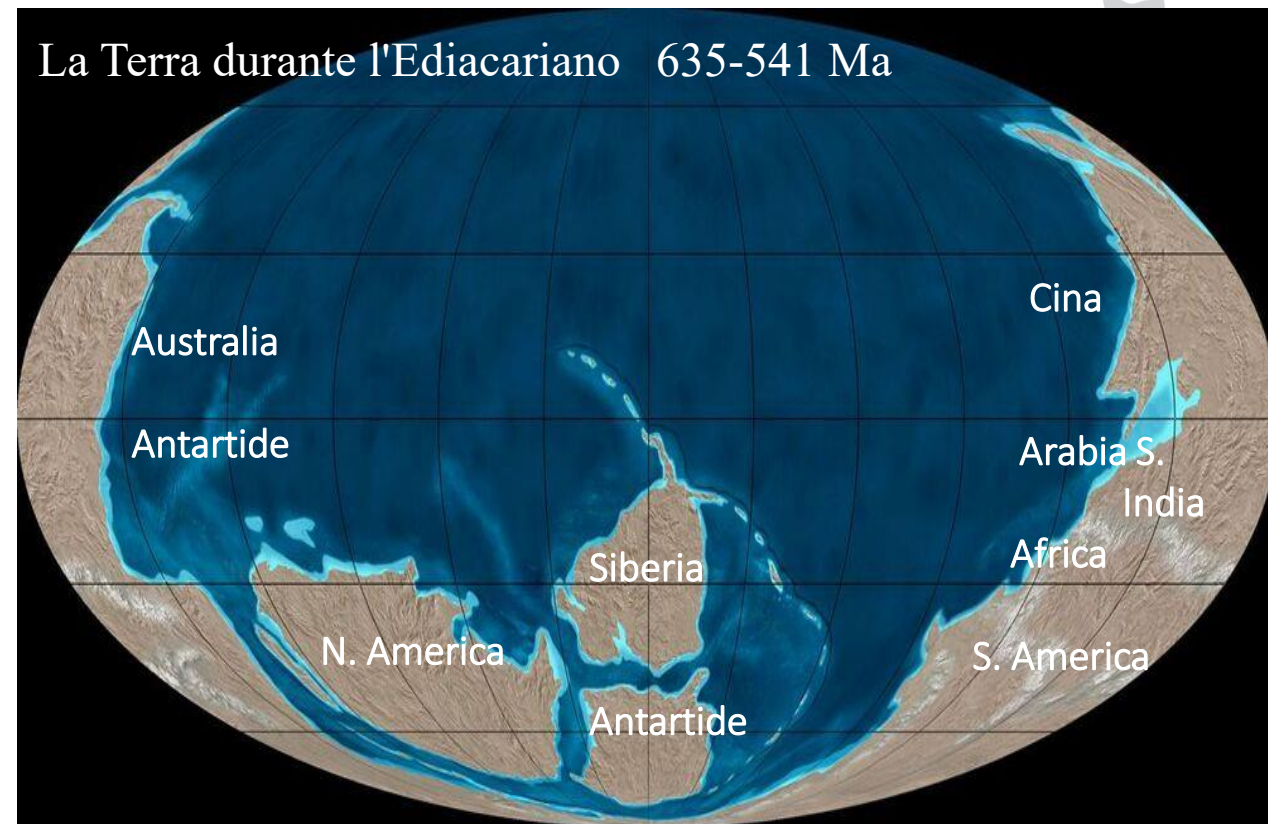 La Terra durante l'Ediacariano 635-541 Ma
Cina
Australia
Antartide
Arabia S.
India
Africa
Siberia
N. America
S. America
Antartide